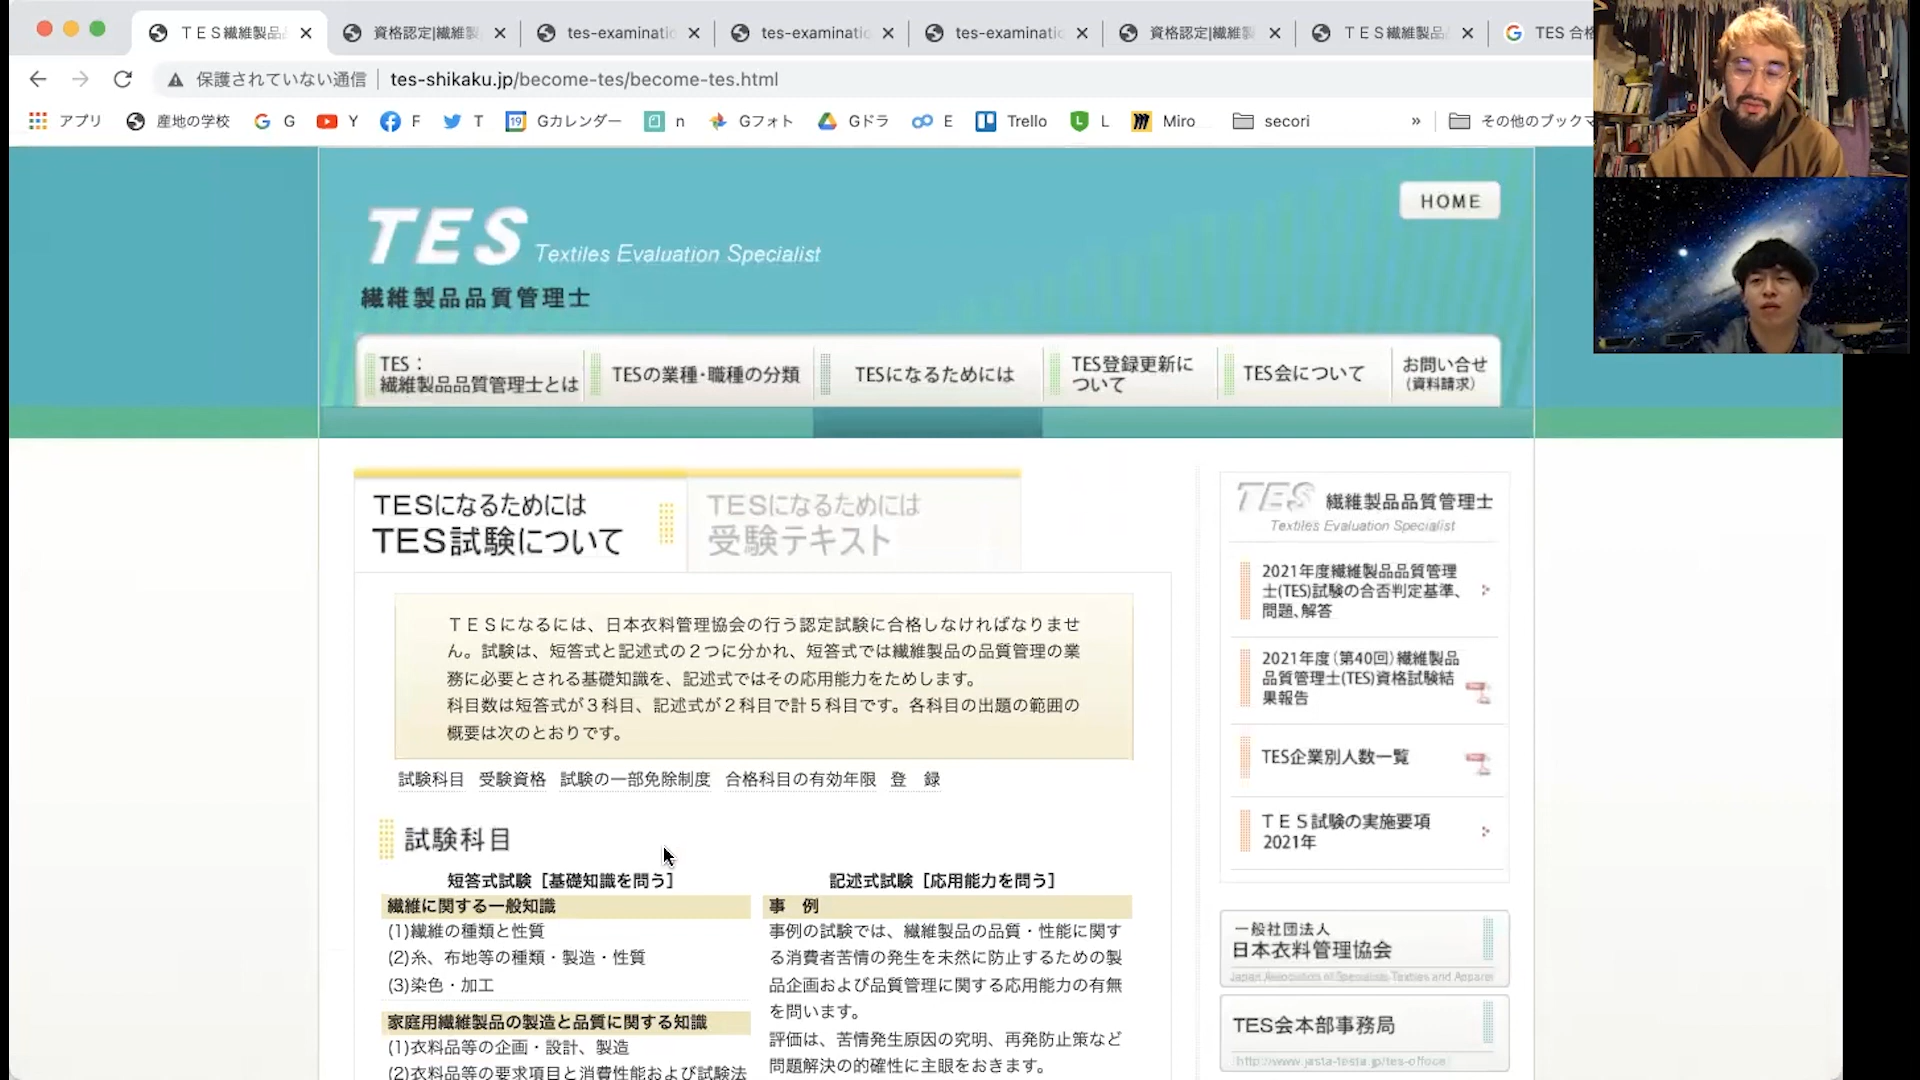 ＴＥＳ繊維製品品
資格認定|繊維製
tes-examinatio
tes-examinatio
tes-examinatio
資格認定|繊維製
ＴＥＳ繊維製品品
TES 合格
保護されていない通信
tes-shikaku.jp/become-tes/become-tes.html
アプリ
産地の学校
G
Y
F
T
Gカレンダー
n
Gフォト
Gドラ
E
Trello
L
Miro
secori
»
その他のブックマ
HOME
TES Textiles Evaluation Specialist
繊維製品品質管理士
TES：
繊維製品品質管理士とは
TESの業種・職種の分類
TESになるためには
TES登録更新に
ついて
TES会について
お問い合せ
（資料請求）
TESになるためには
TES試験について
TESになるためには
受験テキスト
ＴＥＳになるには、日本衣料管理協会の行う認定試験に合格しなければなりませ
ん。試験は、短答式と記述式の２つに分かれ、短答式では繊維製品の品質管理の業
務に必要とされる基礎知識を、記述式ではその応用能力をためします。
科目数は短答式が３科目、記述式が２科目で計５科目です。各科目の出題の範囲の
概要は次のとおりです。
試験科目 受験資格 試験の一部免除制度 合格科目の有効年限 登　録
試験科目
短答式試験［基礎知識を問う］
繊維に関する一般知識
(1)繊維の種類と性質
(2)糸、布地等の種類・製造・性質
(3)染色・加工
家庭用繊維製品の製造と品質に関する知識
(1)衣料品等の企画・設計、製造
(2)衣料品等の要求項目と消費性能および試験法
記述式試験［応用能力を問う］
事　例
事例の試験では、繊維製品の品質・性能に関す
る消費者苦情の発生を未然に防止するための製
品企画および品質管理に関する応用能力の有無
を問います。
評価は、苦情発生原因の究明、再発防止策など
問題解決の的確性に主眼をおきます。
TES 繊維製品品質管理士
Textiles Evaluation Specialist
2021年度繊維製品品質管理
士(TES)試験の合否判定基準、
問題、解答
2021年度（第40回）繊維製品
品質管理士(TES)資格試験結
果報告
TES企業別人数一覧
ＴＥＳ試験の実施要項
2021年
一般社団法人
日本衣料管理協会
Japan Association of Specialists Textiles and Apparel
TES会本部事務局
http://www.jasta-testa.jp/tes-office